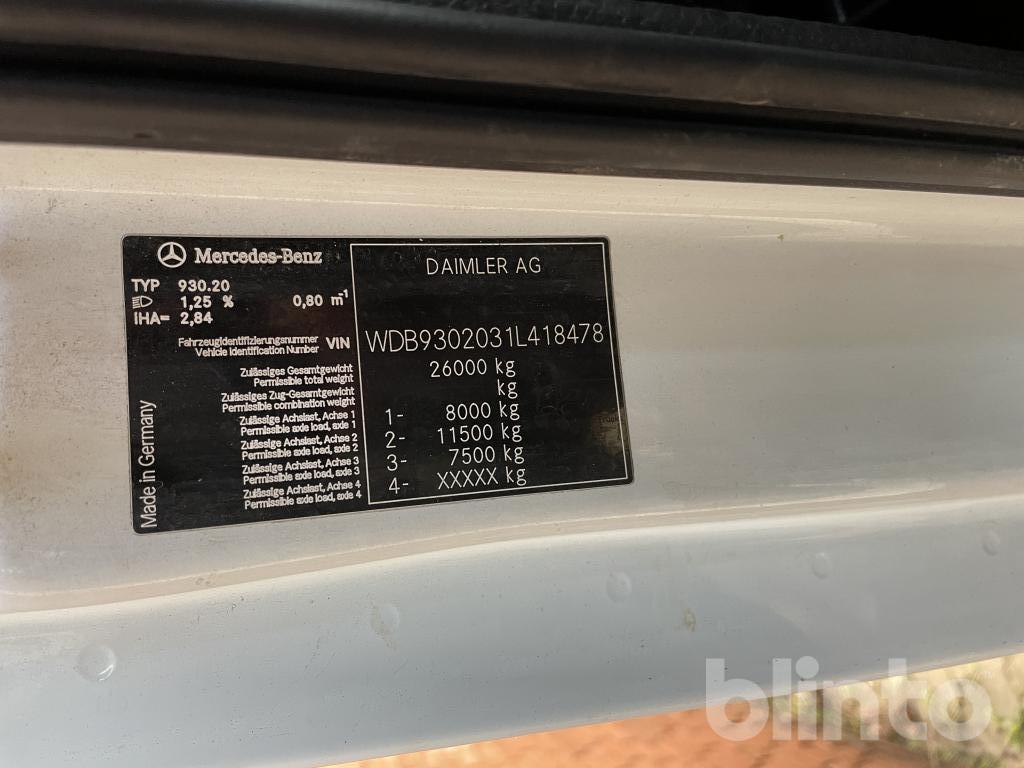 Mercedes-Benz
TYP 930.20
1,25 % 0,80 m-1
IHA= 2,84
Fahrzeugidentifizierungsnummer
Vehicle Identification Number VIN
Zulässiges Gesamtgewicht
Permissible total weight
Zulässiges Zug-Gesamtgewicht
Permissible combination weight
Zulässige Achslast, Achse 1
Permissible axle load, axle 1
Zulässige Achslast, Achse 2
Permissible axle load, axle 2
Zulässige Achslast, Achse 3
Permissible axle load, axle 3
Zulässige Achslast, Achse 4
Permissible axle load, axle 4
Made in Germany
DAIMLER AG
WDB9302031L418478
26000 kg
kg
1- 8000 kg
2- 11500 kg
3- 7500 kg
4- XXXXX kg
blinto